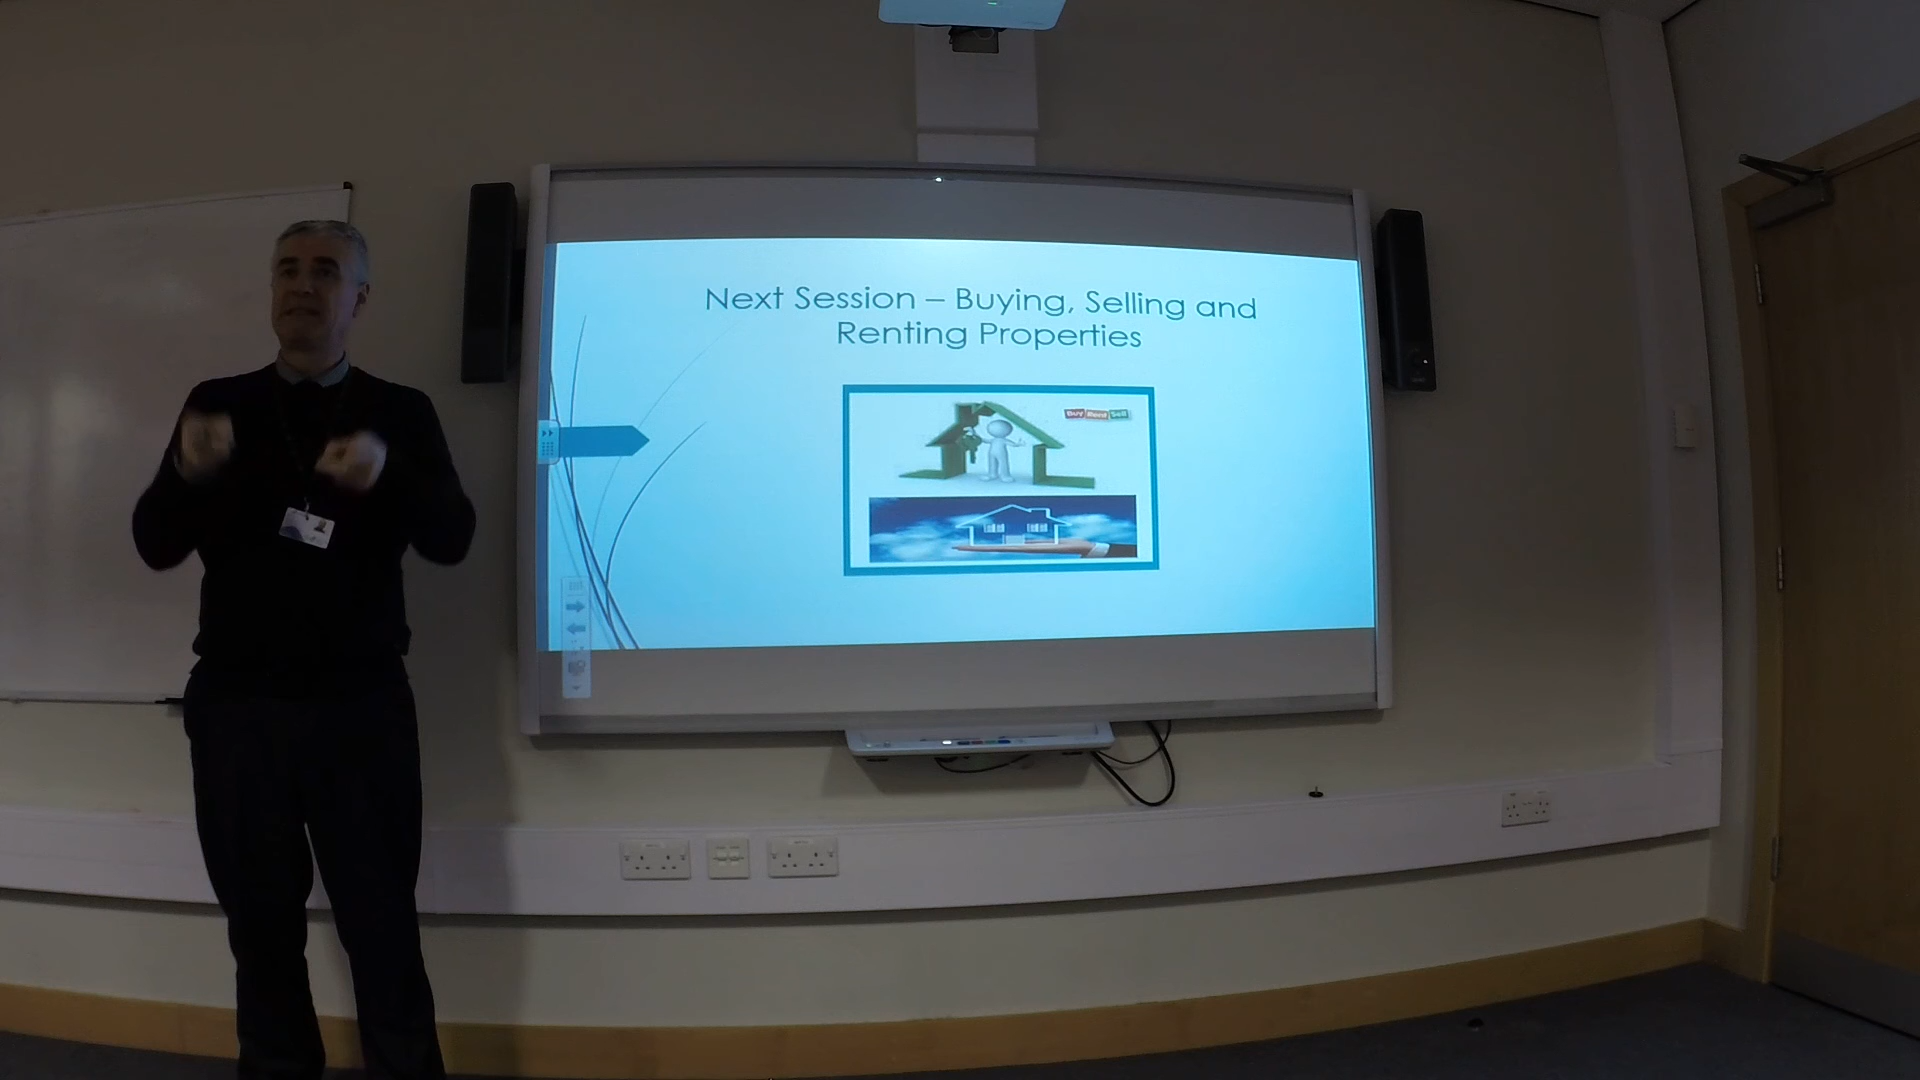 Next Session – Buying, Selling and
Renting Properties
Buy Rent Sell